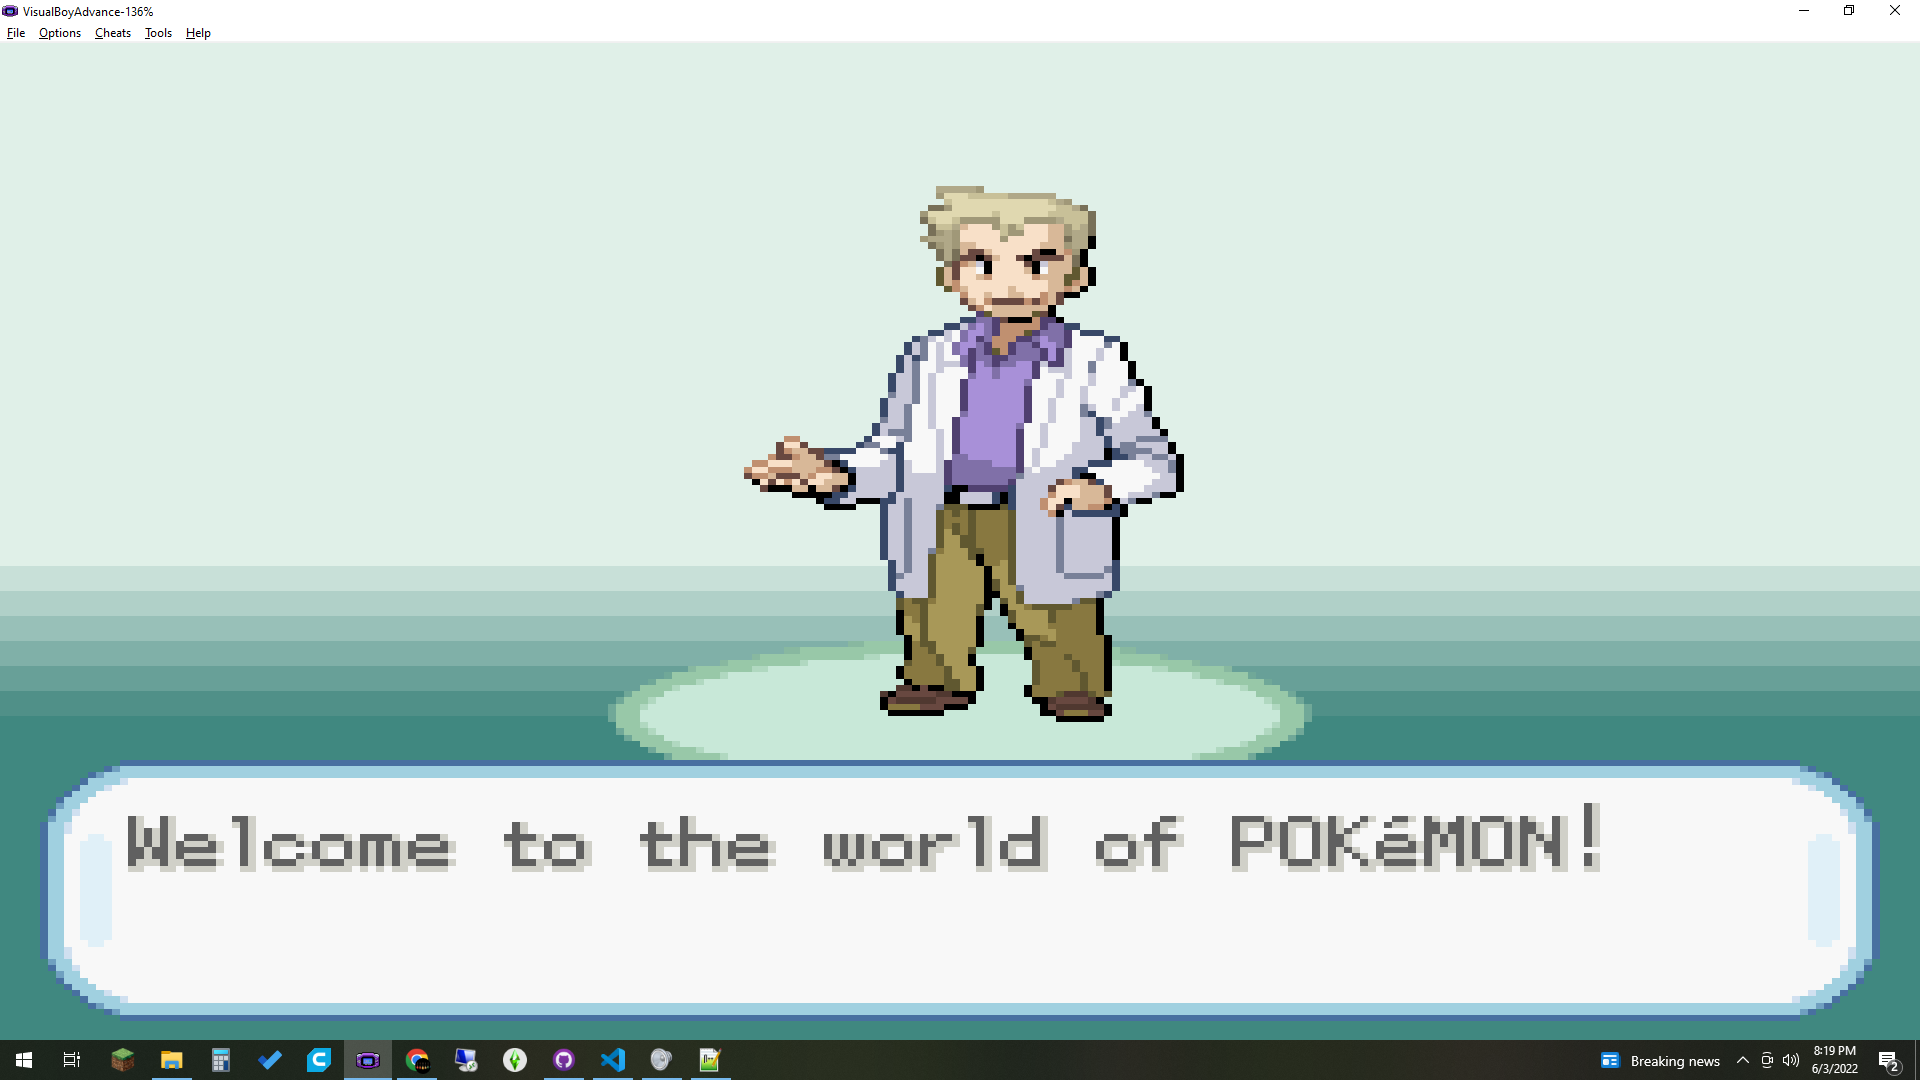 VisualBoyAdvance-136%
File Options Cheats Tools Help
Welcome to the world of POKéMON!
Breaking news
8:19 PM
6/3/2022
2